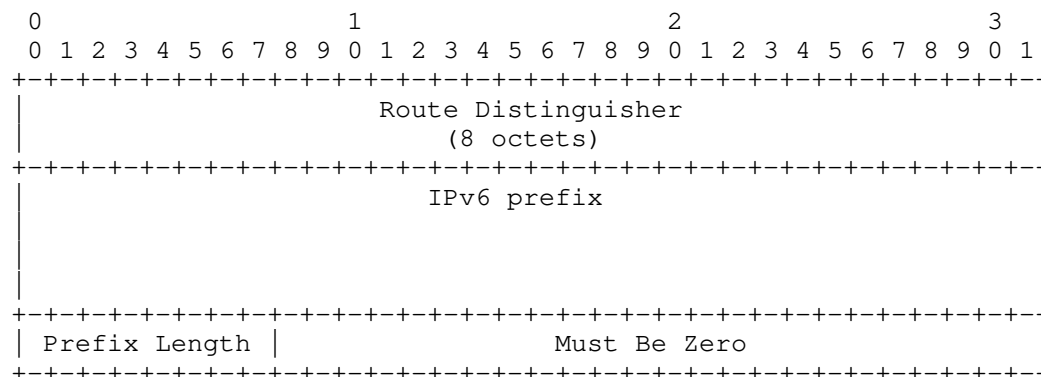 0                   1                   2                   3
0 1 2 3 4 5 6 7 8 9 0 1 2 3 4 5 6 7 8 9 0 1 2 3 4 5 6 7 8 9 0 1
+-+-+-+-+-+-+-+-+-+-+-+-+-+-+-+-+-+-+-+-+-+-+-+-+-+-+-+-+-+-+-+-
| Route Distinguisher
| (8 octets)
+-+-+-+-+-+-+-+-+-+-+-+-+-+-+-+-+-+-+-+-+-+-+-+-+-+-+-+-+-+-+-+-
| IPv6 prefix
|
|
|
+-+-+-+-+-+-+-+-+-+-+-+-+-+-+-+-+-+-+-+-+-+-+-+-+-+-+-+-+-+-+-+-
| Prefix Length | Must Be Zero
+-+-+-+-+-+-+-+-+-+-+-+-+-+-+-+-+-+-+-+-+-+-+-+-+-+-+-+-+-+-+-+-